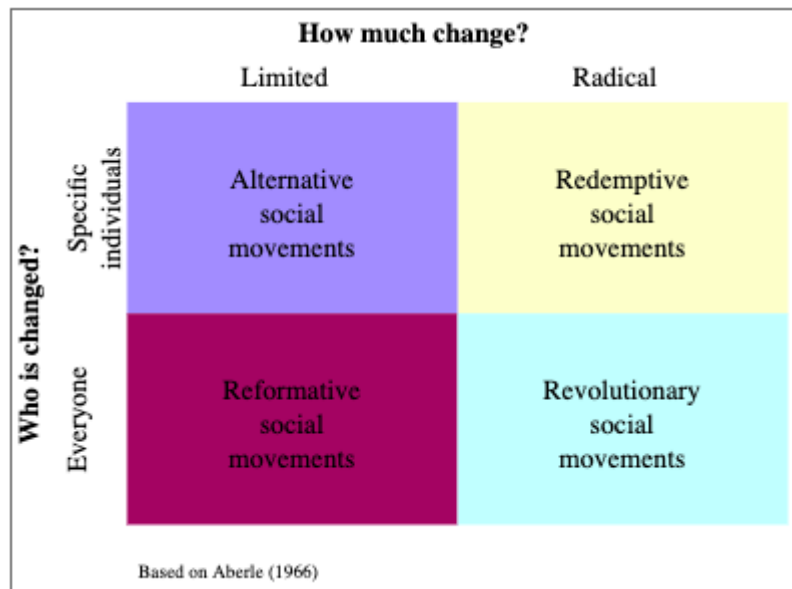 How much change?
Limited Radical
Who is changed?
Specific
individuals
Alternative
social
movements
Redemptive
social
movements
Everyone
Reformative
social
movements
Revolutionary
social
movements
Based on Aberle (1966)